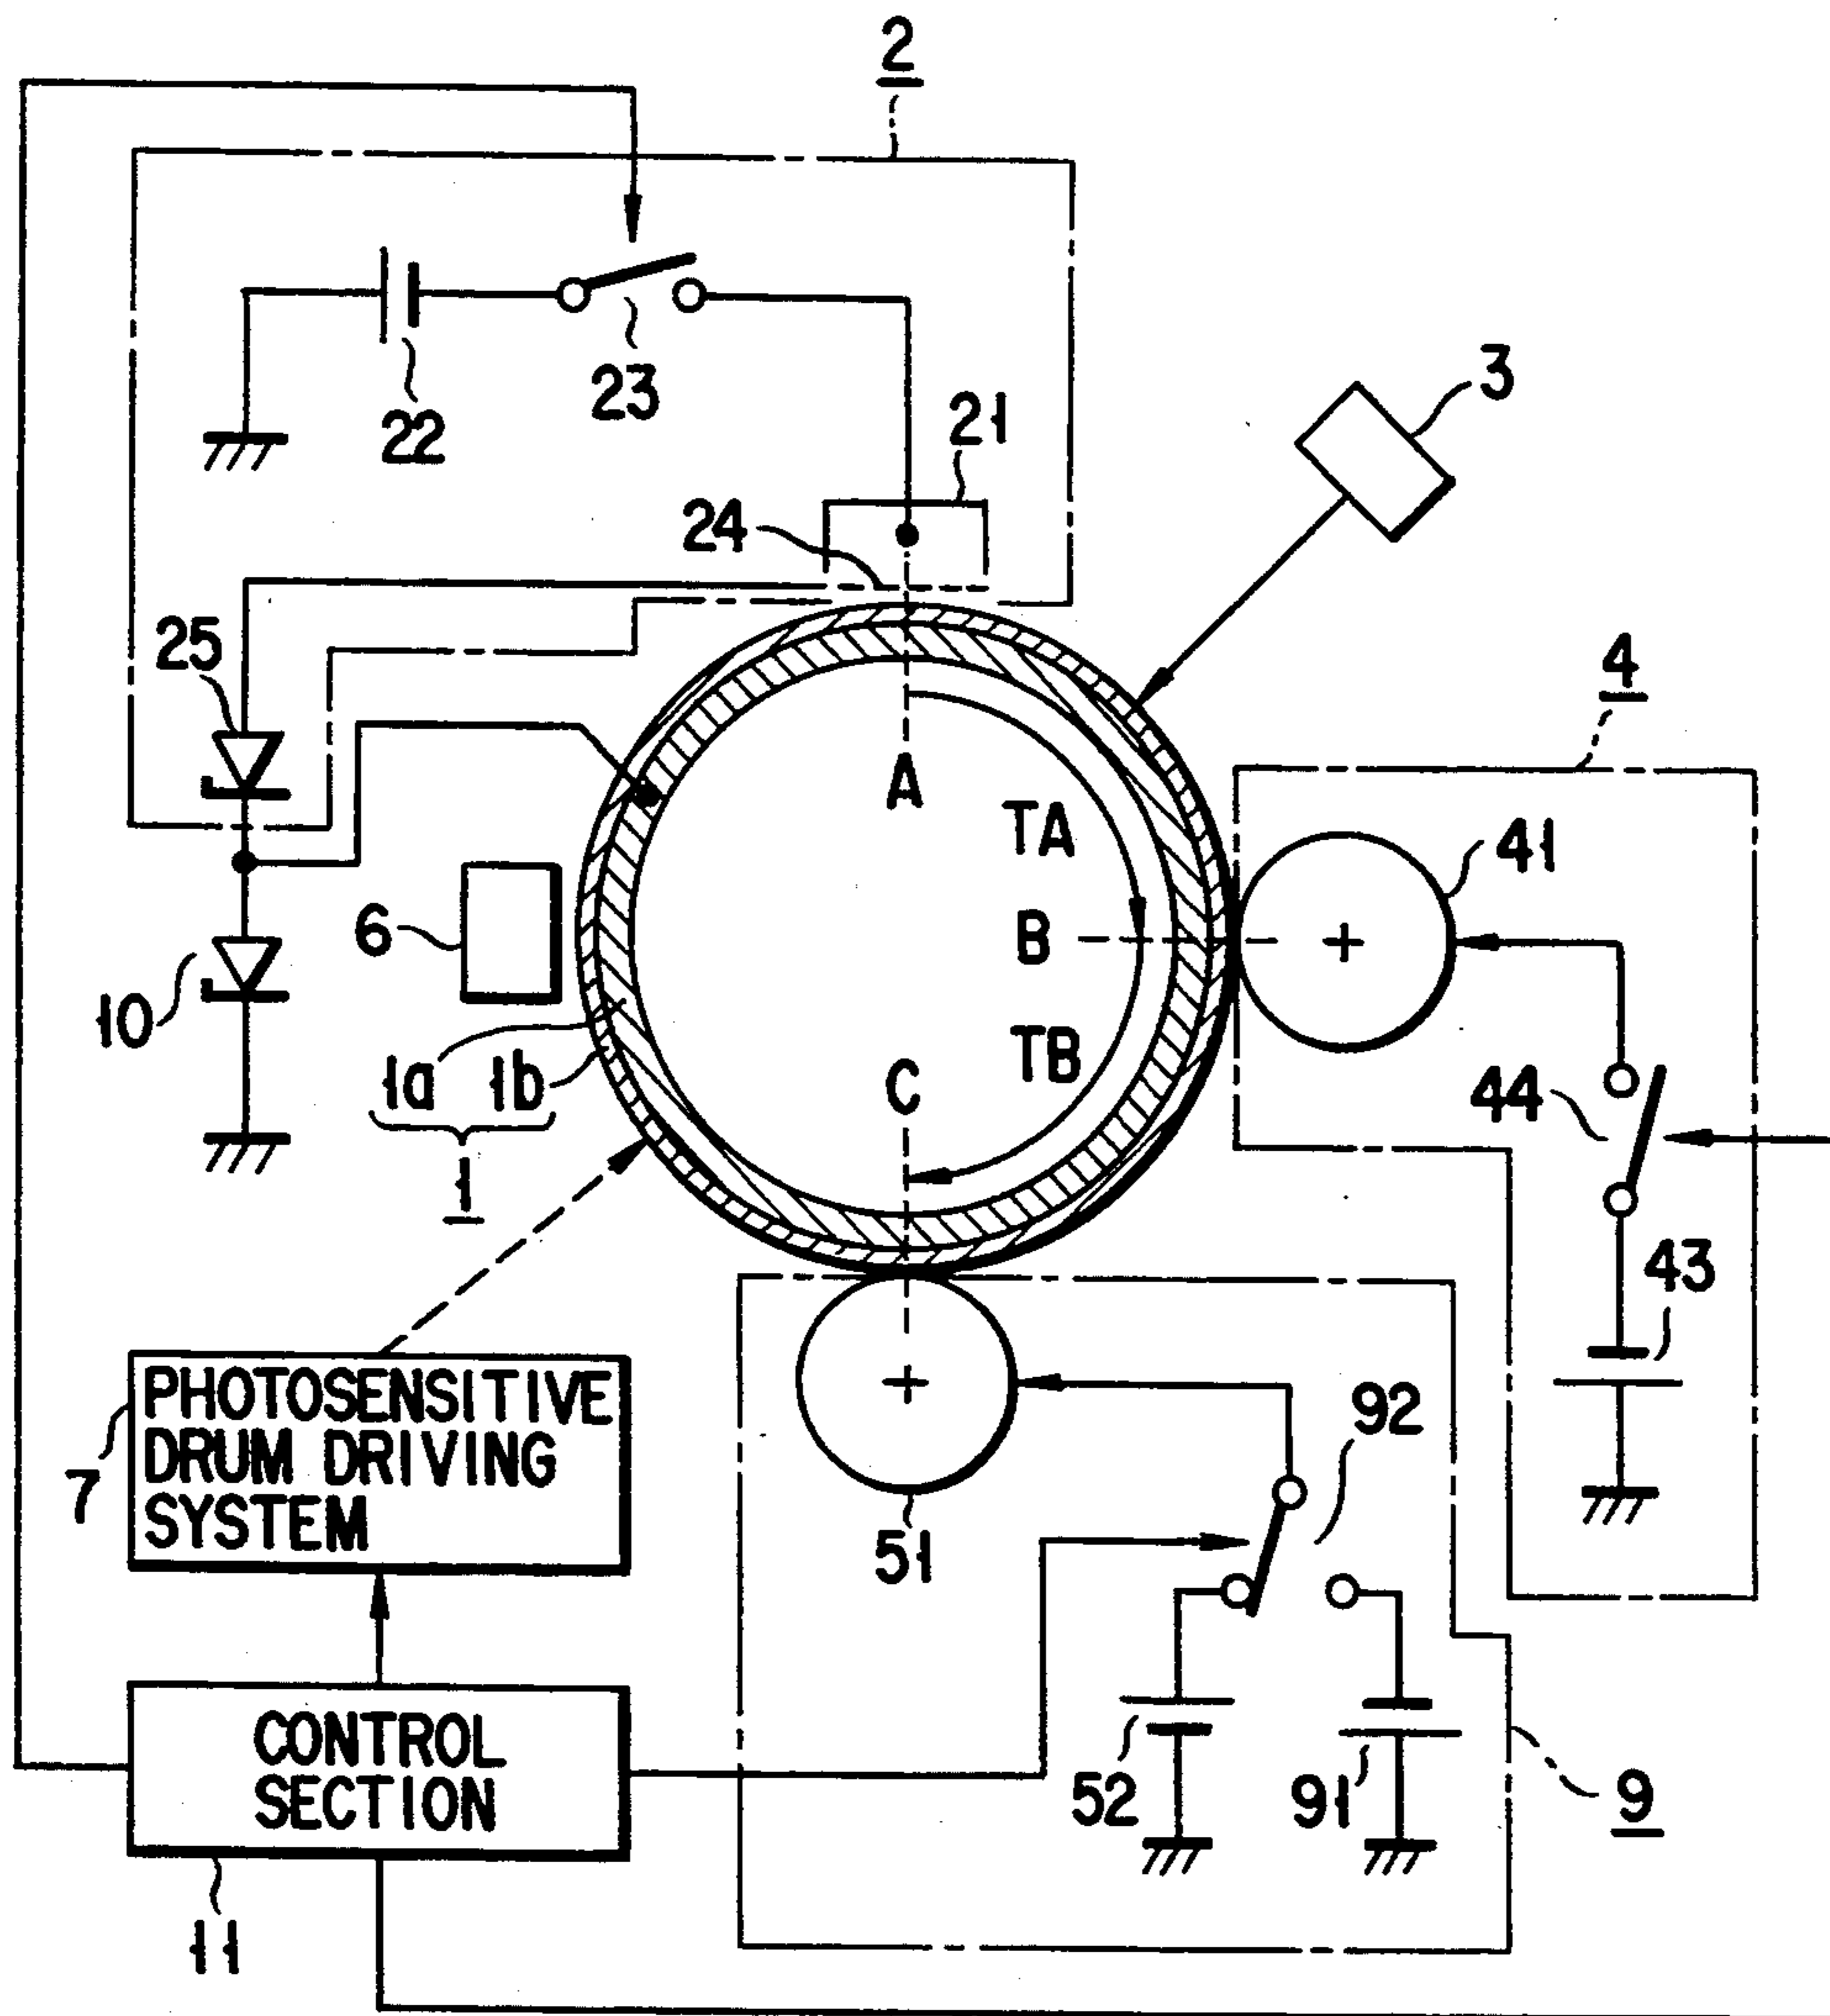 2
23
22
21
3
24
25
4
A
TA
41
6
B
10
TB
1a 1b
C
44
1
43
92
PHOTOSENSITIVE
DRUM DRIVING
SYSTEM
7
51
CONTROL
SECTION
52
91
9
11